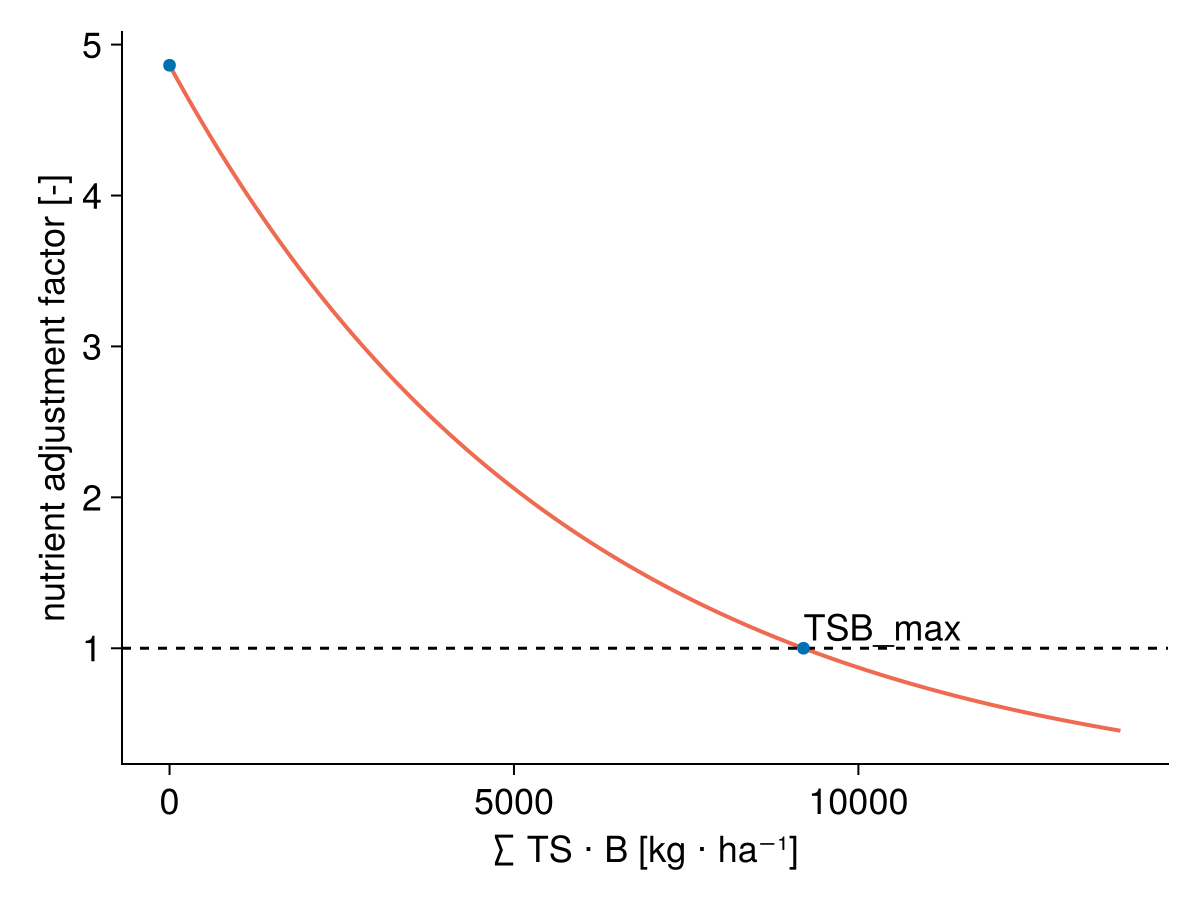 nutrient adjustment factor [-]
5
4
3
2
1
TSB_max
0
5000
10000
∑ TS · B [kg · ha⁻¹]